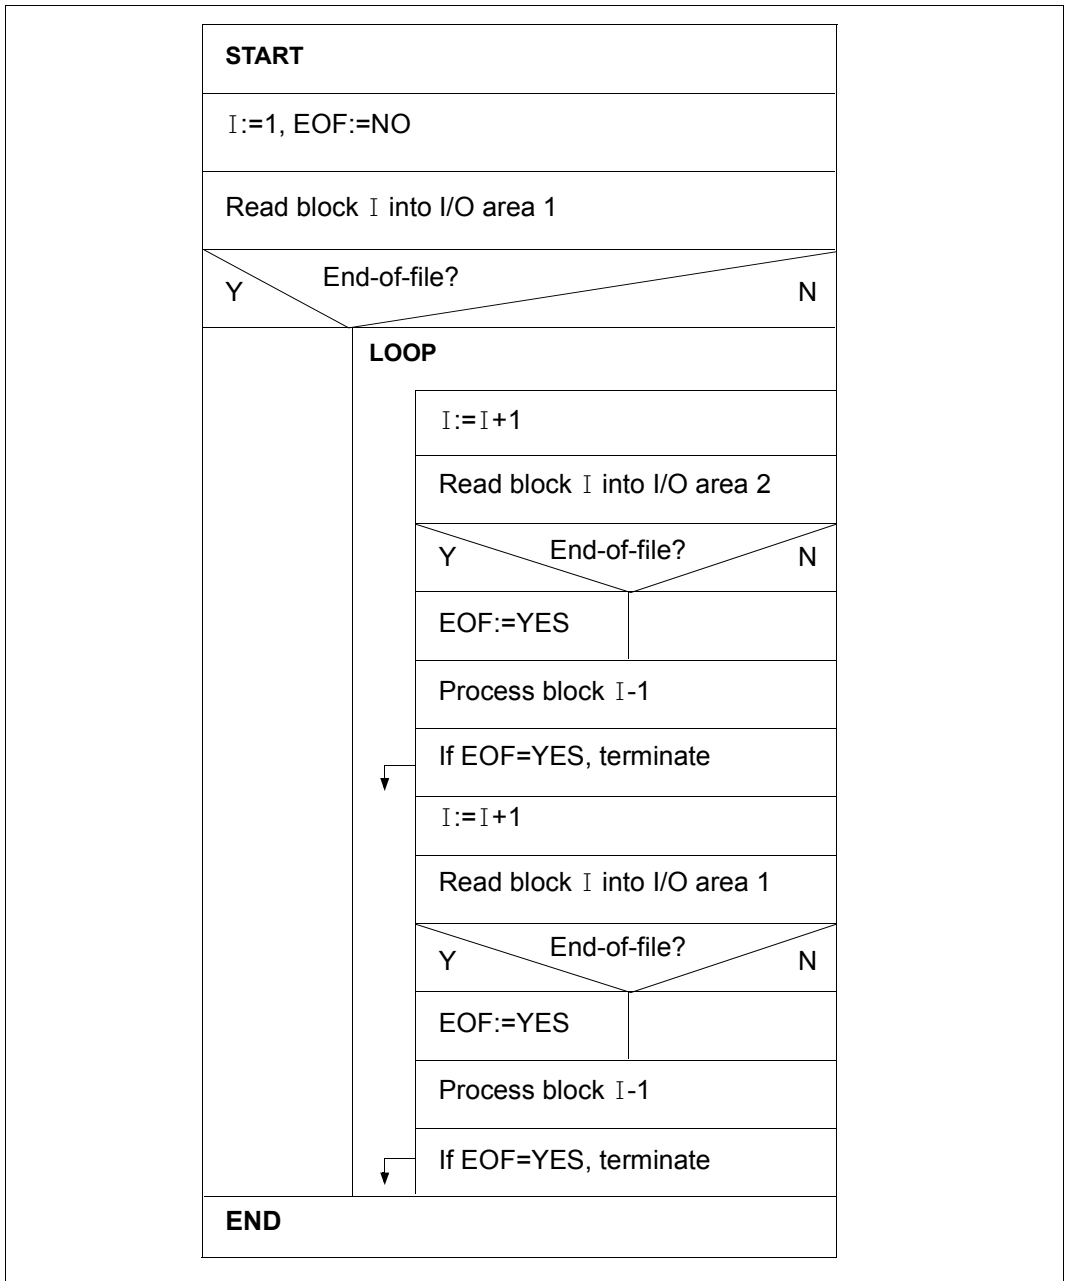 START
I:=1, EOF:=NO
Read block I into I/O area 1
End-of-file?
Y
N
LOOP
I:=I+1
Read block I into I/O area 2
End-of-file?
Y
N
EOF:=YES
Process block I-1
If EOF=YES, terminate
I:=I+1
Read block I into I/O area 1
End-of-file?
Y
N
EOF:=YES
Process block I-1
If EOF=YES, terminate
END